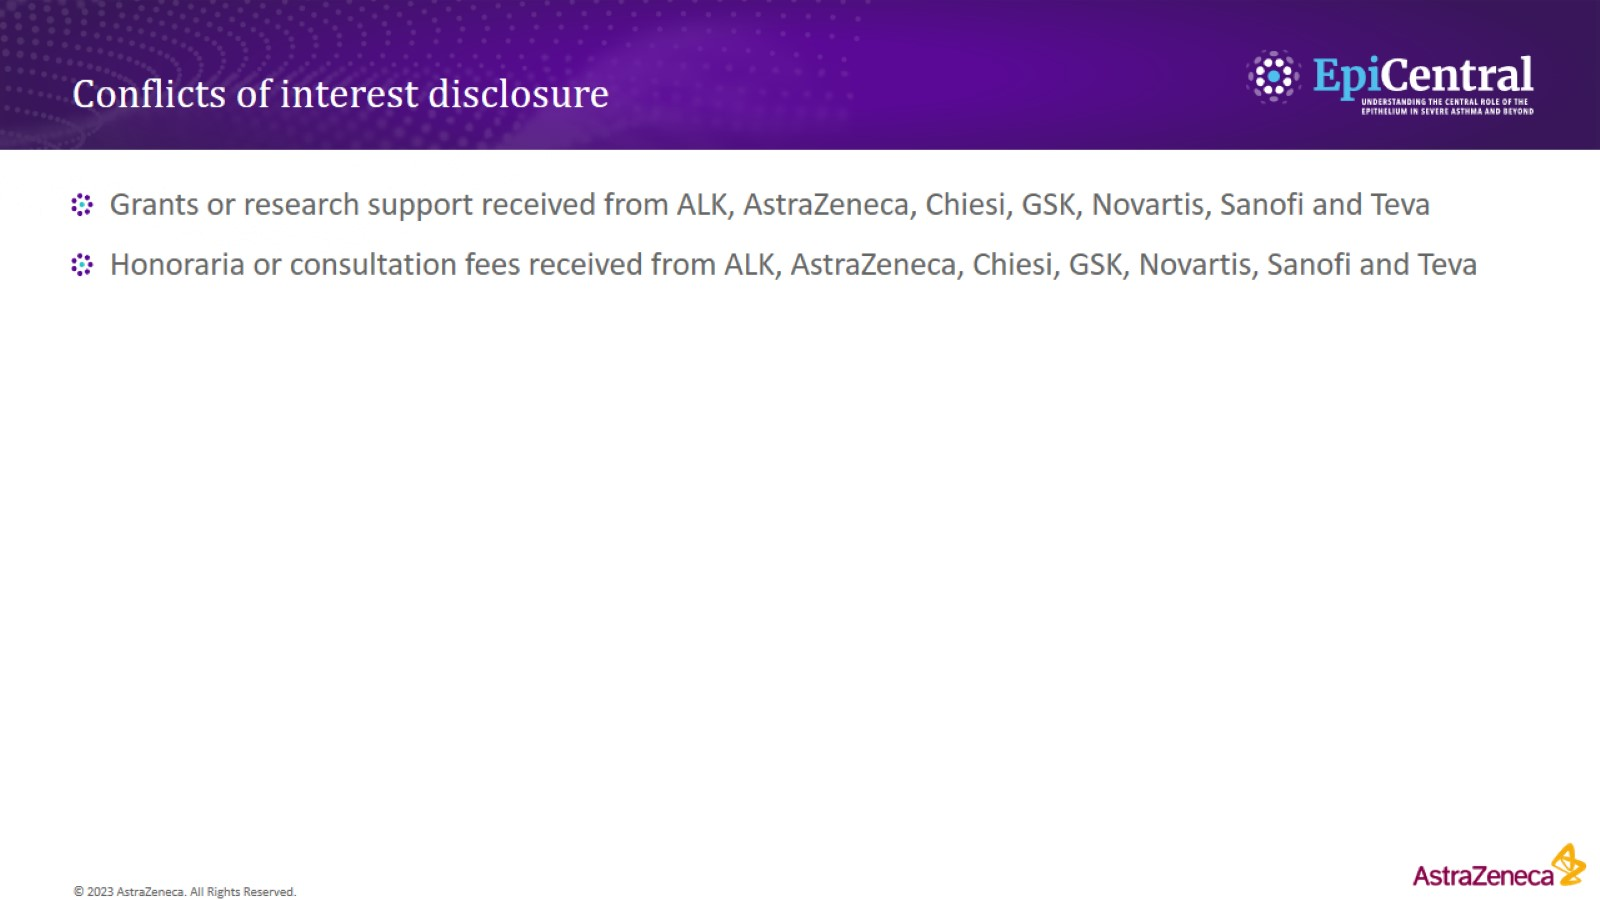 Conflicts of interest disclosure
EpiCentral
UNDERSTANDING THE CENTRAL ROLE OF THE
EPITHELIUM IN SEVERE ASTHMA AND BEYOND
Grants or research support received from ALK, AstraZeneca, Chiesi, GSK, Novartis, Sanofi and Teva
Honoraria or consultation fees received from ALK, AstraZeneca, Chiesi, GSK, Novartis, Sanofi and Teva
© 2023 AstraZeneca. All Rights Reserved.
AstraZeneca